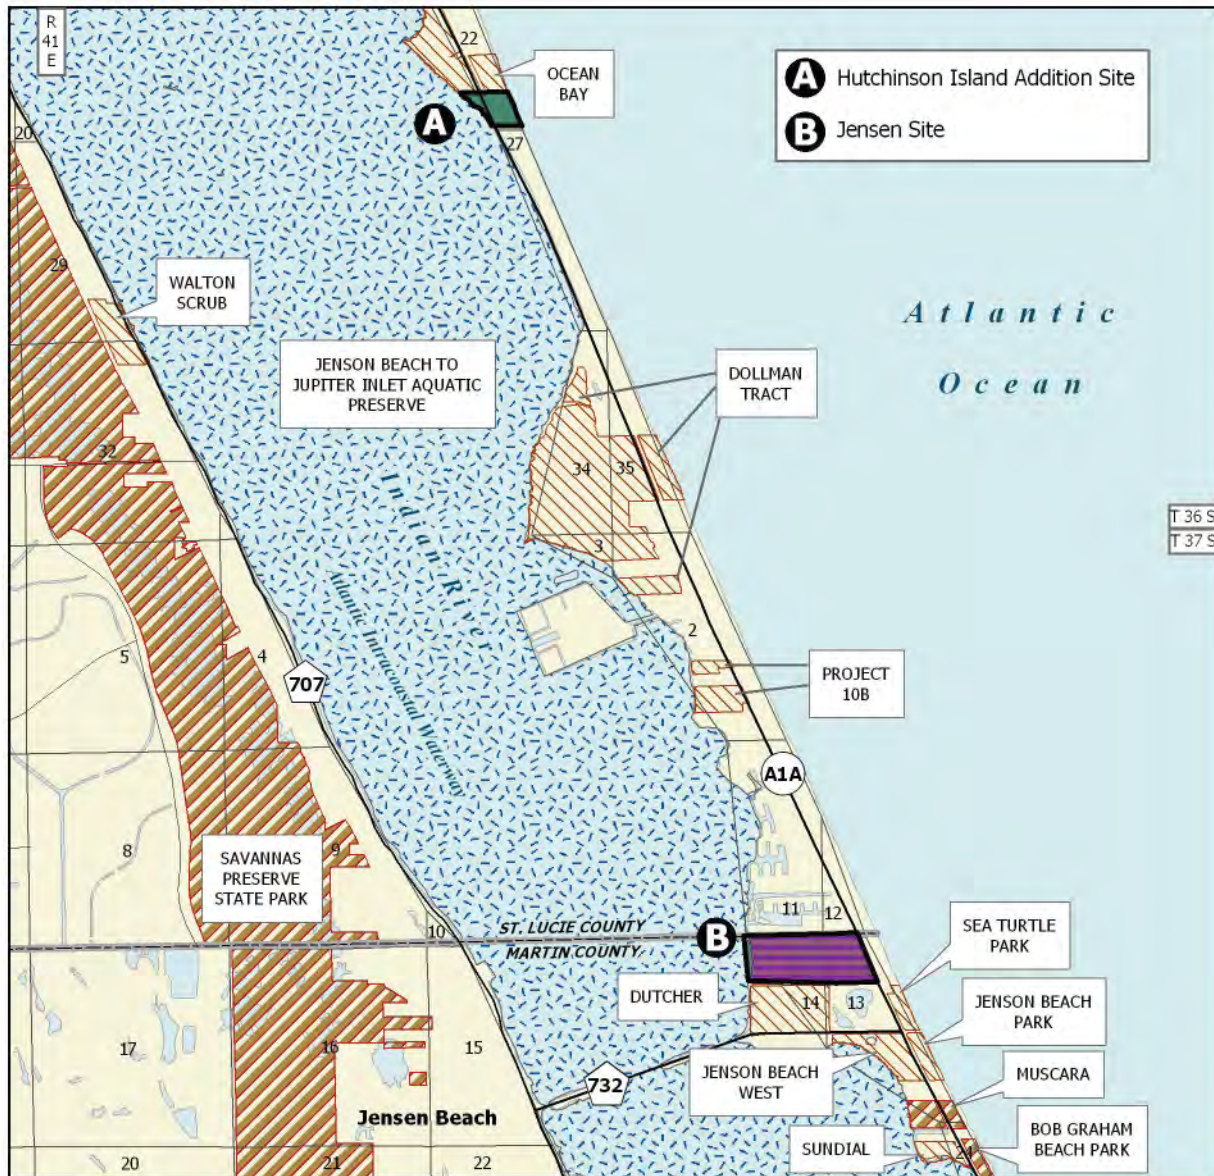 R
41
E
22
OCEAN
BAY
A Hutchinson Island Addition Site
B Jensen Site
A
20
27
29
WALTON
SCRUB
Atlantic
Ocean
JENSON BEACH TO
JUPITER INLET AQUATIC
PRESERVE
DOLLMAN
TRACT
32
34
35
Indian River
T 36 S
T 37 S
3
Atlantic Intracoastal Waterway
2
5
4
707
PROJECT
10B
A1A
8
9
SAVANNAS
PRESERVE
STATE PARK
11
12
10
ST. LUCIE COUNTY
MARTIN COUNTY
B
SEA TURTLE
PARK
DUTCHER
14
13
JENSON BEACH
PARK
17
16
15
732
JENSON BEACH
WEST
MUSCARA
Jensen Beach
BOB GRAHAM
BEACH PARK
SUNDIAL
24
20
21
22